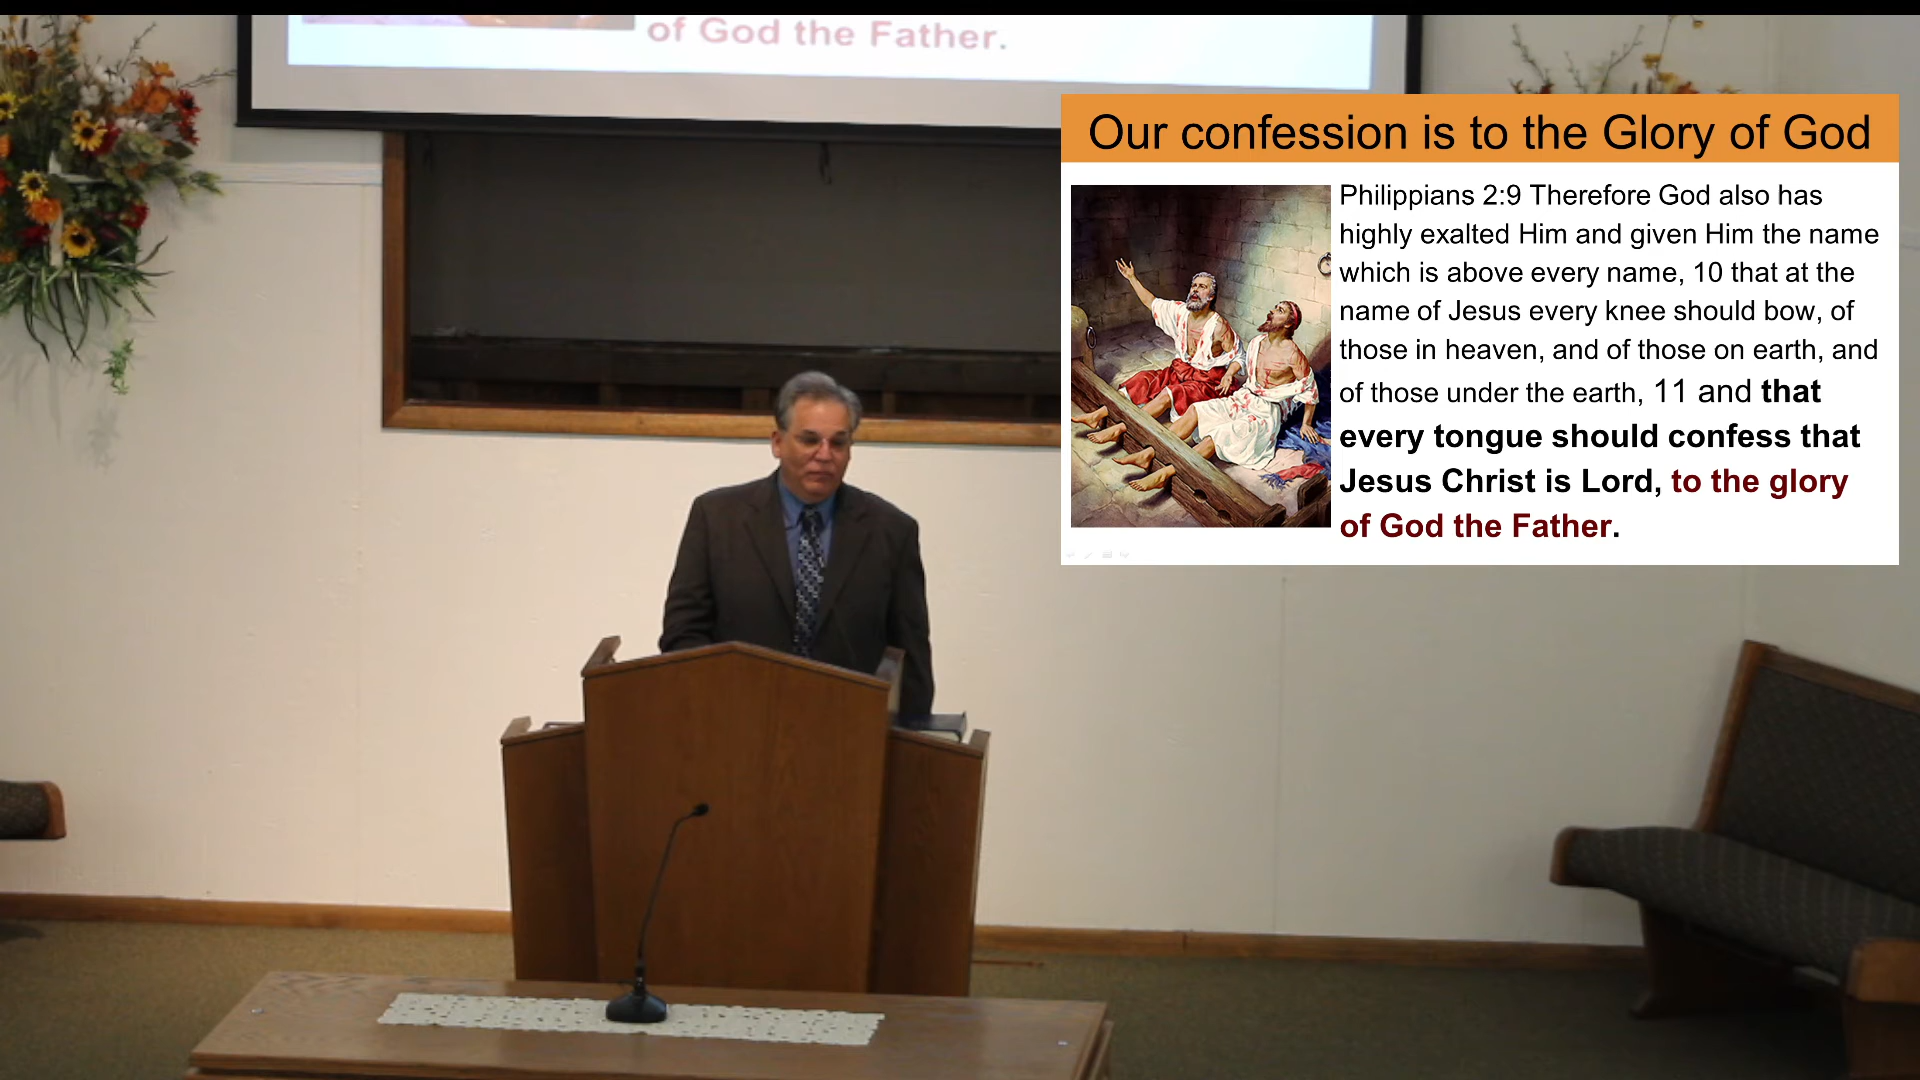 of God the Father.
Our confession is to the Glory of God
Philippians 2:9 Therefore God also has
highly exalted Him and given Him the name
which is above every name, 10 that at the
name of Jesus every knee should bow, of
those in heaven, and of those on earth, and
of those under the earth, 11 and that
every tongue should confess that
Jesus Christ is Lord, to the glory
of God the Father.